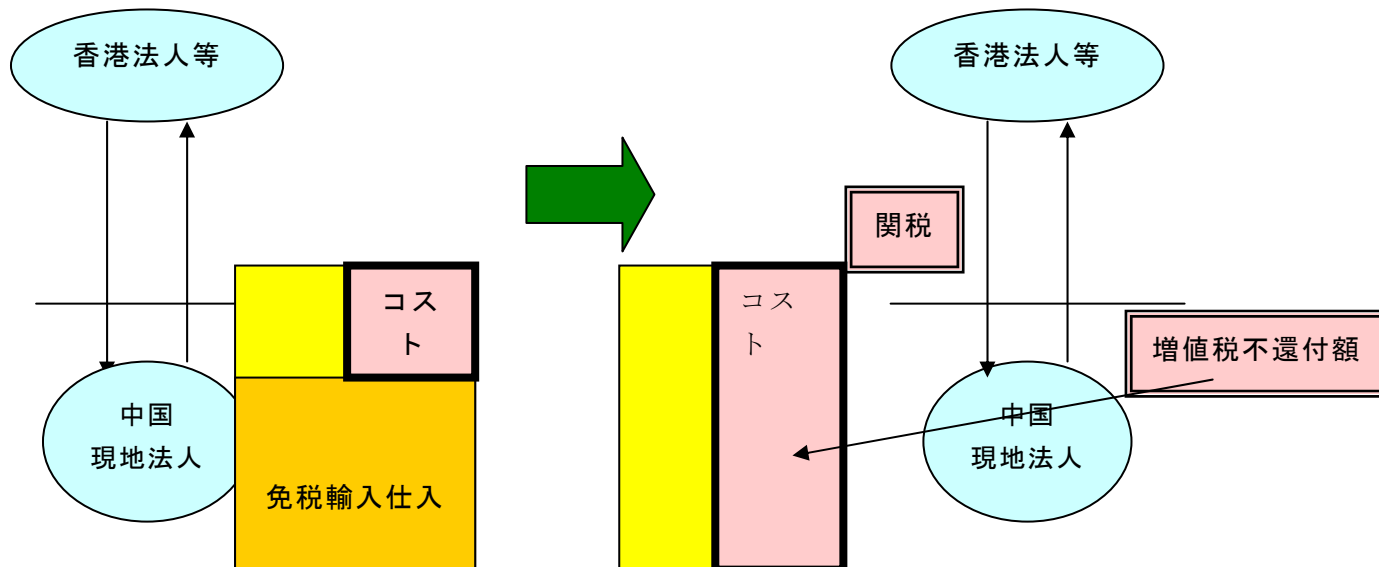 香港法人等
コス
ト
中国
現地法人
免税輸入仕入
香港法人等
関税
コス
ト
増値税不還付額
中国
現地法人